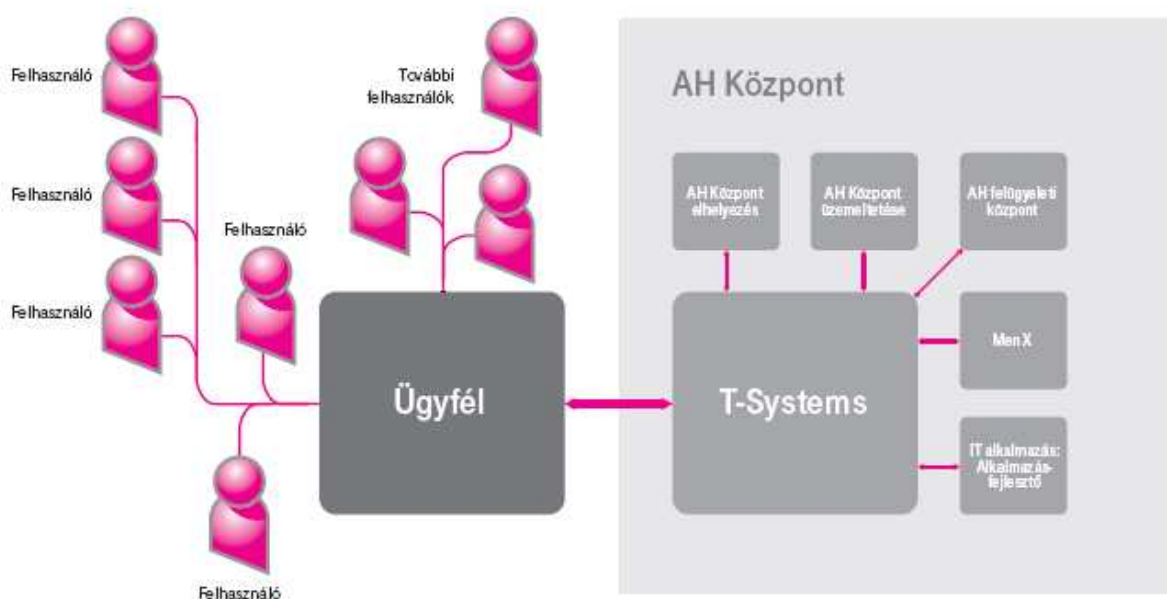 Felhasználó
További
felhasználók
AH Központ
Felhasználó
AH Központ
elhelyezés
AH Központ
üzemeltetése
AH felügyeleti
központ
Felhasználó
Felhasználó
Men X
Ügyfél
T-Systems
IT alkalmazás:
Alkalmazás-
fejlesztő
Felhasználó